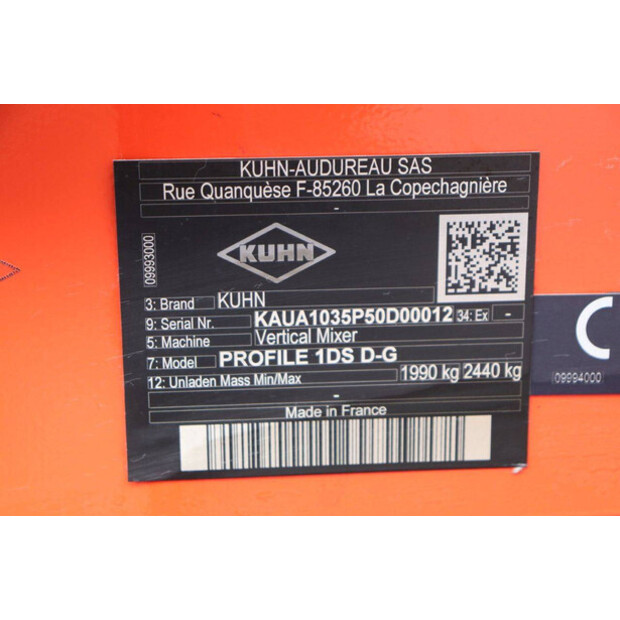 KUHN-AUDUREAU SAS
Rue Quanquèse F-85260 La Copechagnière
-
09993000
KUHN
3: Brand KUHN
9: Serial Nr. KAUA1035P50D00012 34: Ex -
5: Machine Vertical Mixer
7: Model PROFILE 1DS D-G
12: Unladen Mass Min/Max 1990 kg 2440 kg
-
Made in France
C
09994000